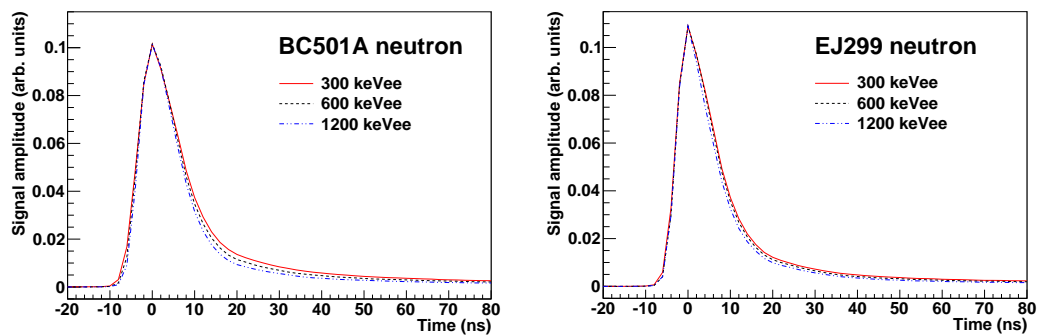 Signal amplitude (arb. units)
0.1
0.08
0.06
0.04
0.02
0
BC501A neutron
300 keVee
600 keVee
1200 keVee
-20 -10 0 10 20 30 40 50 60 70 80
Time (ns)
Signal amplitude (arb. units)
0.1
0.08
0.06
0.04
0.02
0
EJ299 neutron
300 keVee
600 keVee
1200 keVee
-20 -10 0 10 20 30 40 50 60 70 80
Time (ns)